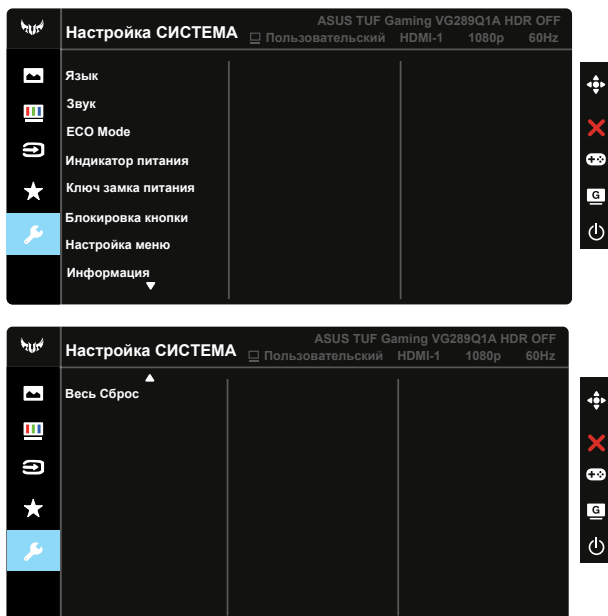 ASUS TUF Gaming VG289Q1A HDR OFF
Настройка СИСТЕМА
Пользовательский HDMI-1 1080p 60Hz
Язык
Звук
ECO Mode
Индикатор питания
Ключ замка питания
Блокировка кнопки
Настройка меню
Информация
G
ASUS TUF Gaming VG289Q1A HDR OFF
Настройка СИСТЕМА
Пользовательский HDMI-1 1080p 60Hz
Весь Сброс
G